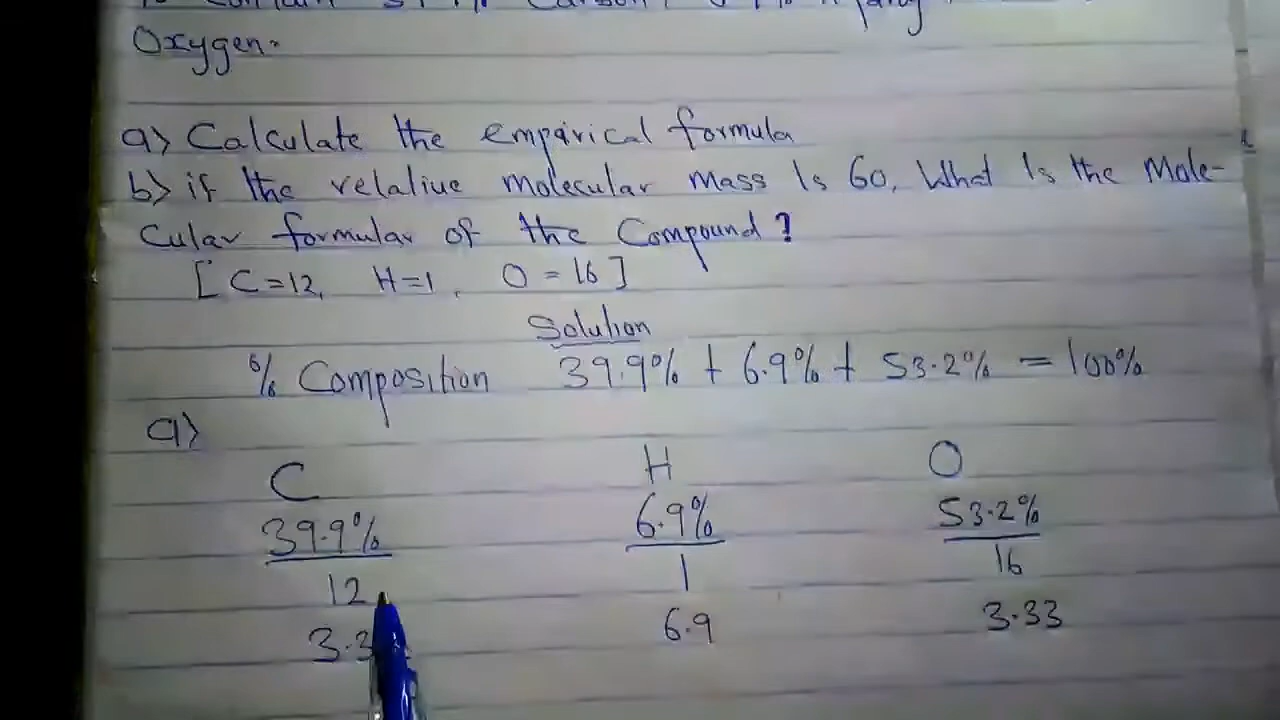 Oxygen.
a) Calculate the empirical formula
b) if the relative molecular mass Is 60, What Is the Mole-
cular formular of the Compound?
[C=12, H=1, O=16]
Solution
% Composition 39.9% + 6.9% + 53.2% = 100%
a)
C H O
39.9% 6.9% 53.2%
12 1 16
3.3 6.9 3.33